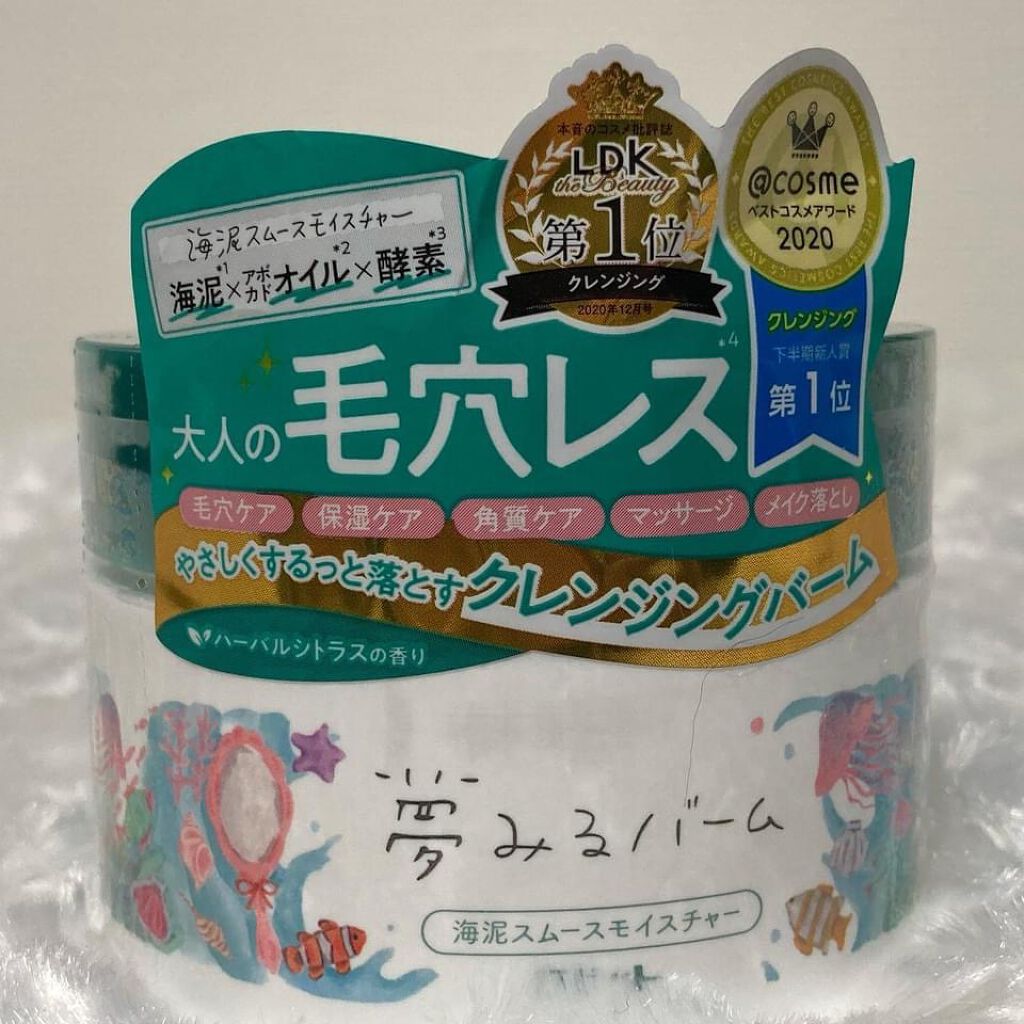 本音のコスメ批評誌
LDK
the Beauty
第1位
クレンジング
2020年12月号
THE BEST COSMETICS AWARD
@cosme
ベストコスメアワード
2020
クレンジング
下半期新人賞
第1位
海泥スムースモイスチャー
海泥*1×アボカドオイル*2×酵素*3
大人の毛穴レス*4
毛穴ケア 保湿ケア 角質ケア マッサージ メイク落とし
やさしくするっと落とすクレンジングバーム
ハーバルシトラスの香り
夢みるバーム
海泥スムースモイスチャー